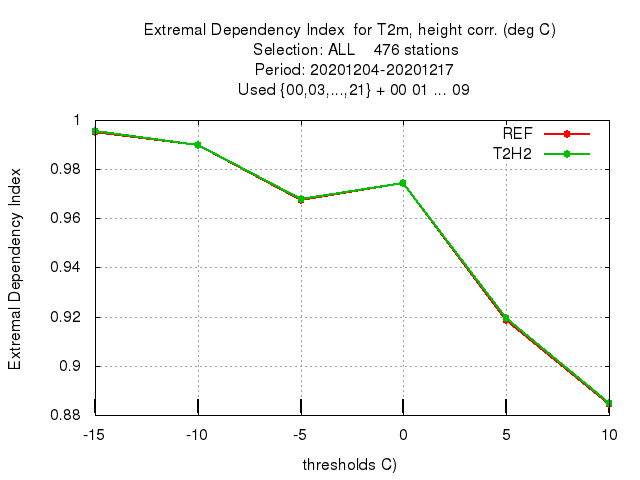 Extremal Dependency Index  for T2m, height corr. (deg C)
Selection: ALL    476 stations
Period: 20201204-20201217
Used {00,03,...,21} + 00 01 ... 09
REF
T2H2
Extremal Dependency Index
1
0.98
0.96
0.94
0.92
0.9
0.88
-15 -10 -5 0 5 10
thresholds C)